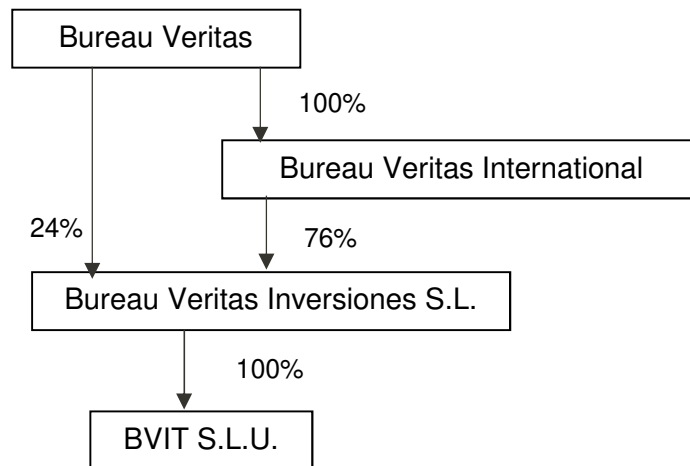 Bureau Veritas
100%
Bureau Veritas International
24%
76%
Bureau Veritas Inversiones S.L.
100%
BVIT S.L.U.